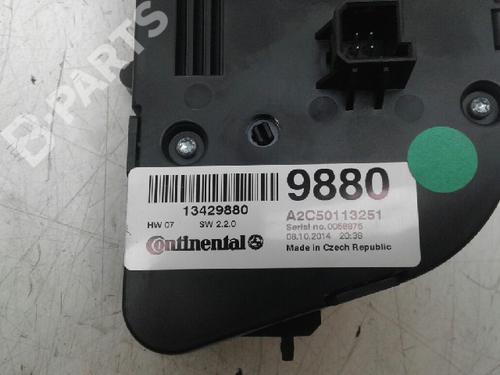 B-PARTS
13429880
HW 07 SW 2.2.0
Continental
9880
A2C50113251
Serial no.0058975
08.10.2014 20:38
Made in Czech Republic